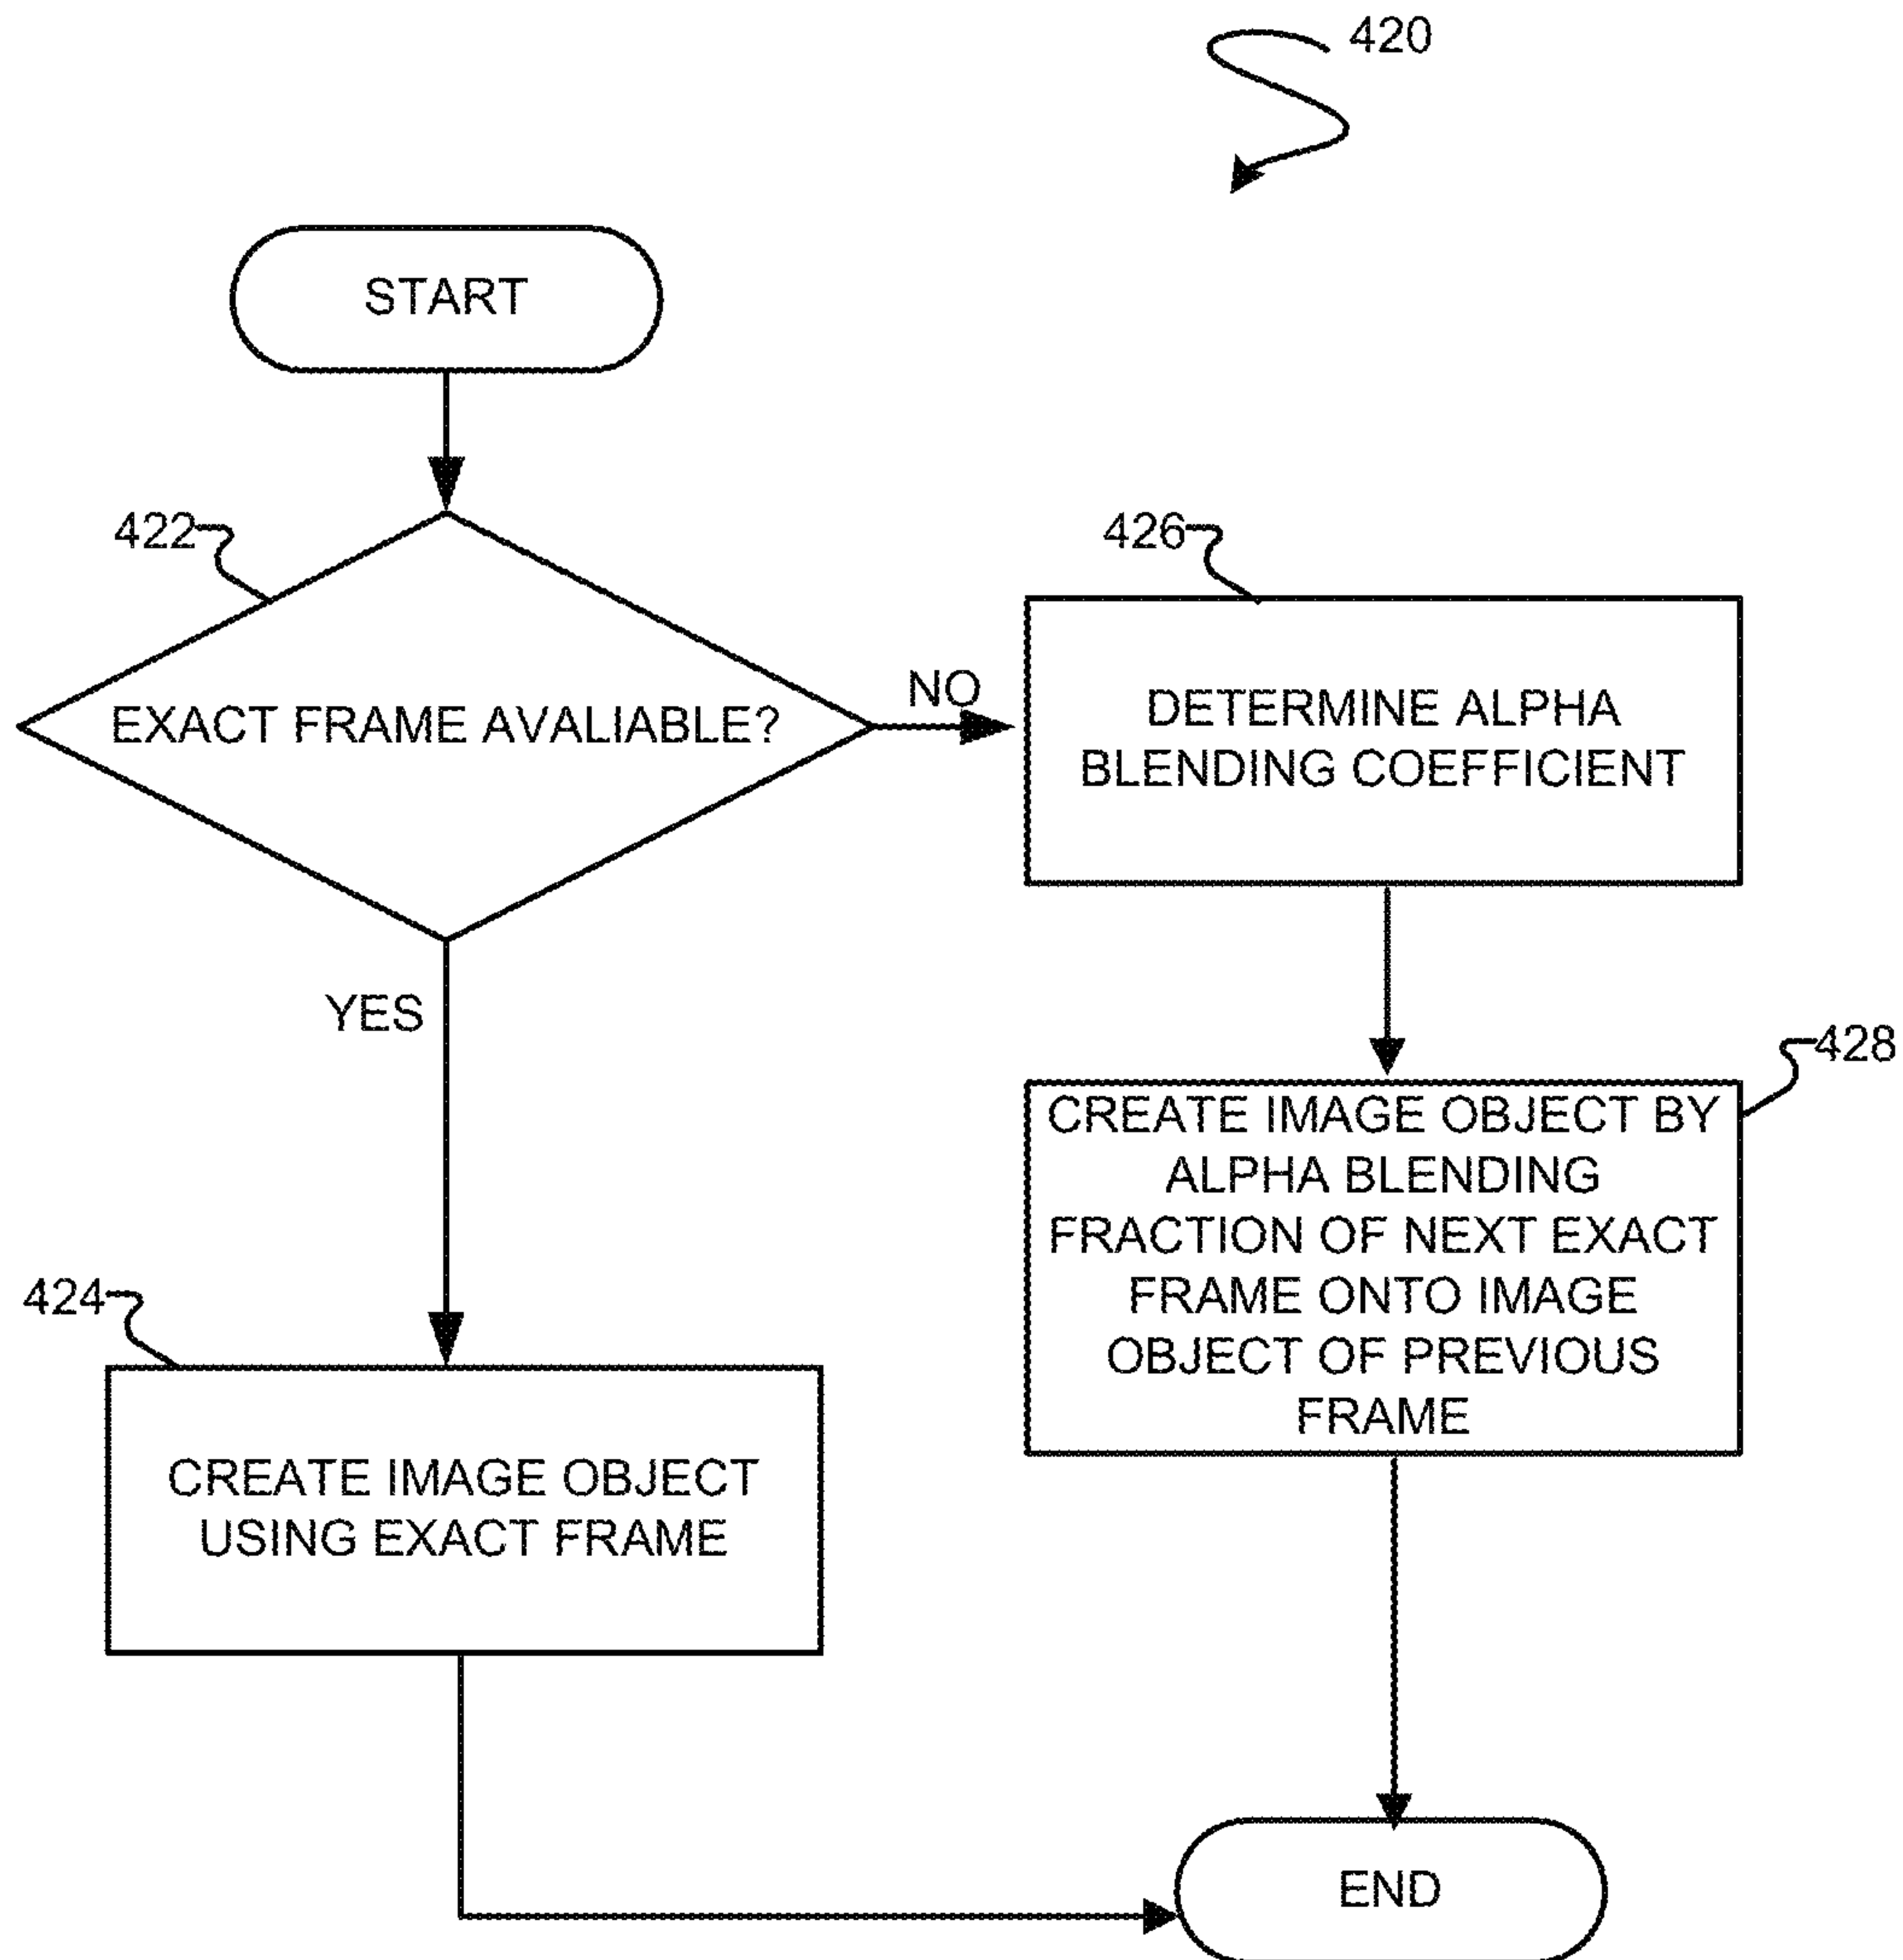 420
START
422
EXACT FRAME AVALIABLE?
NO
YES
426
DETERMINE ALPHA
BLENDING COEFFICIENT
428
CREATE IMAGE OBJECT BY
ALPHA BLENDING
FRACTION OF NEXT EXACT
FRAME ONTO IMAGE
OBJECT OF PREVIOUS
FRAME
424
CREATE IMAGE OBJECT
USING EXACT FRAME
END